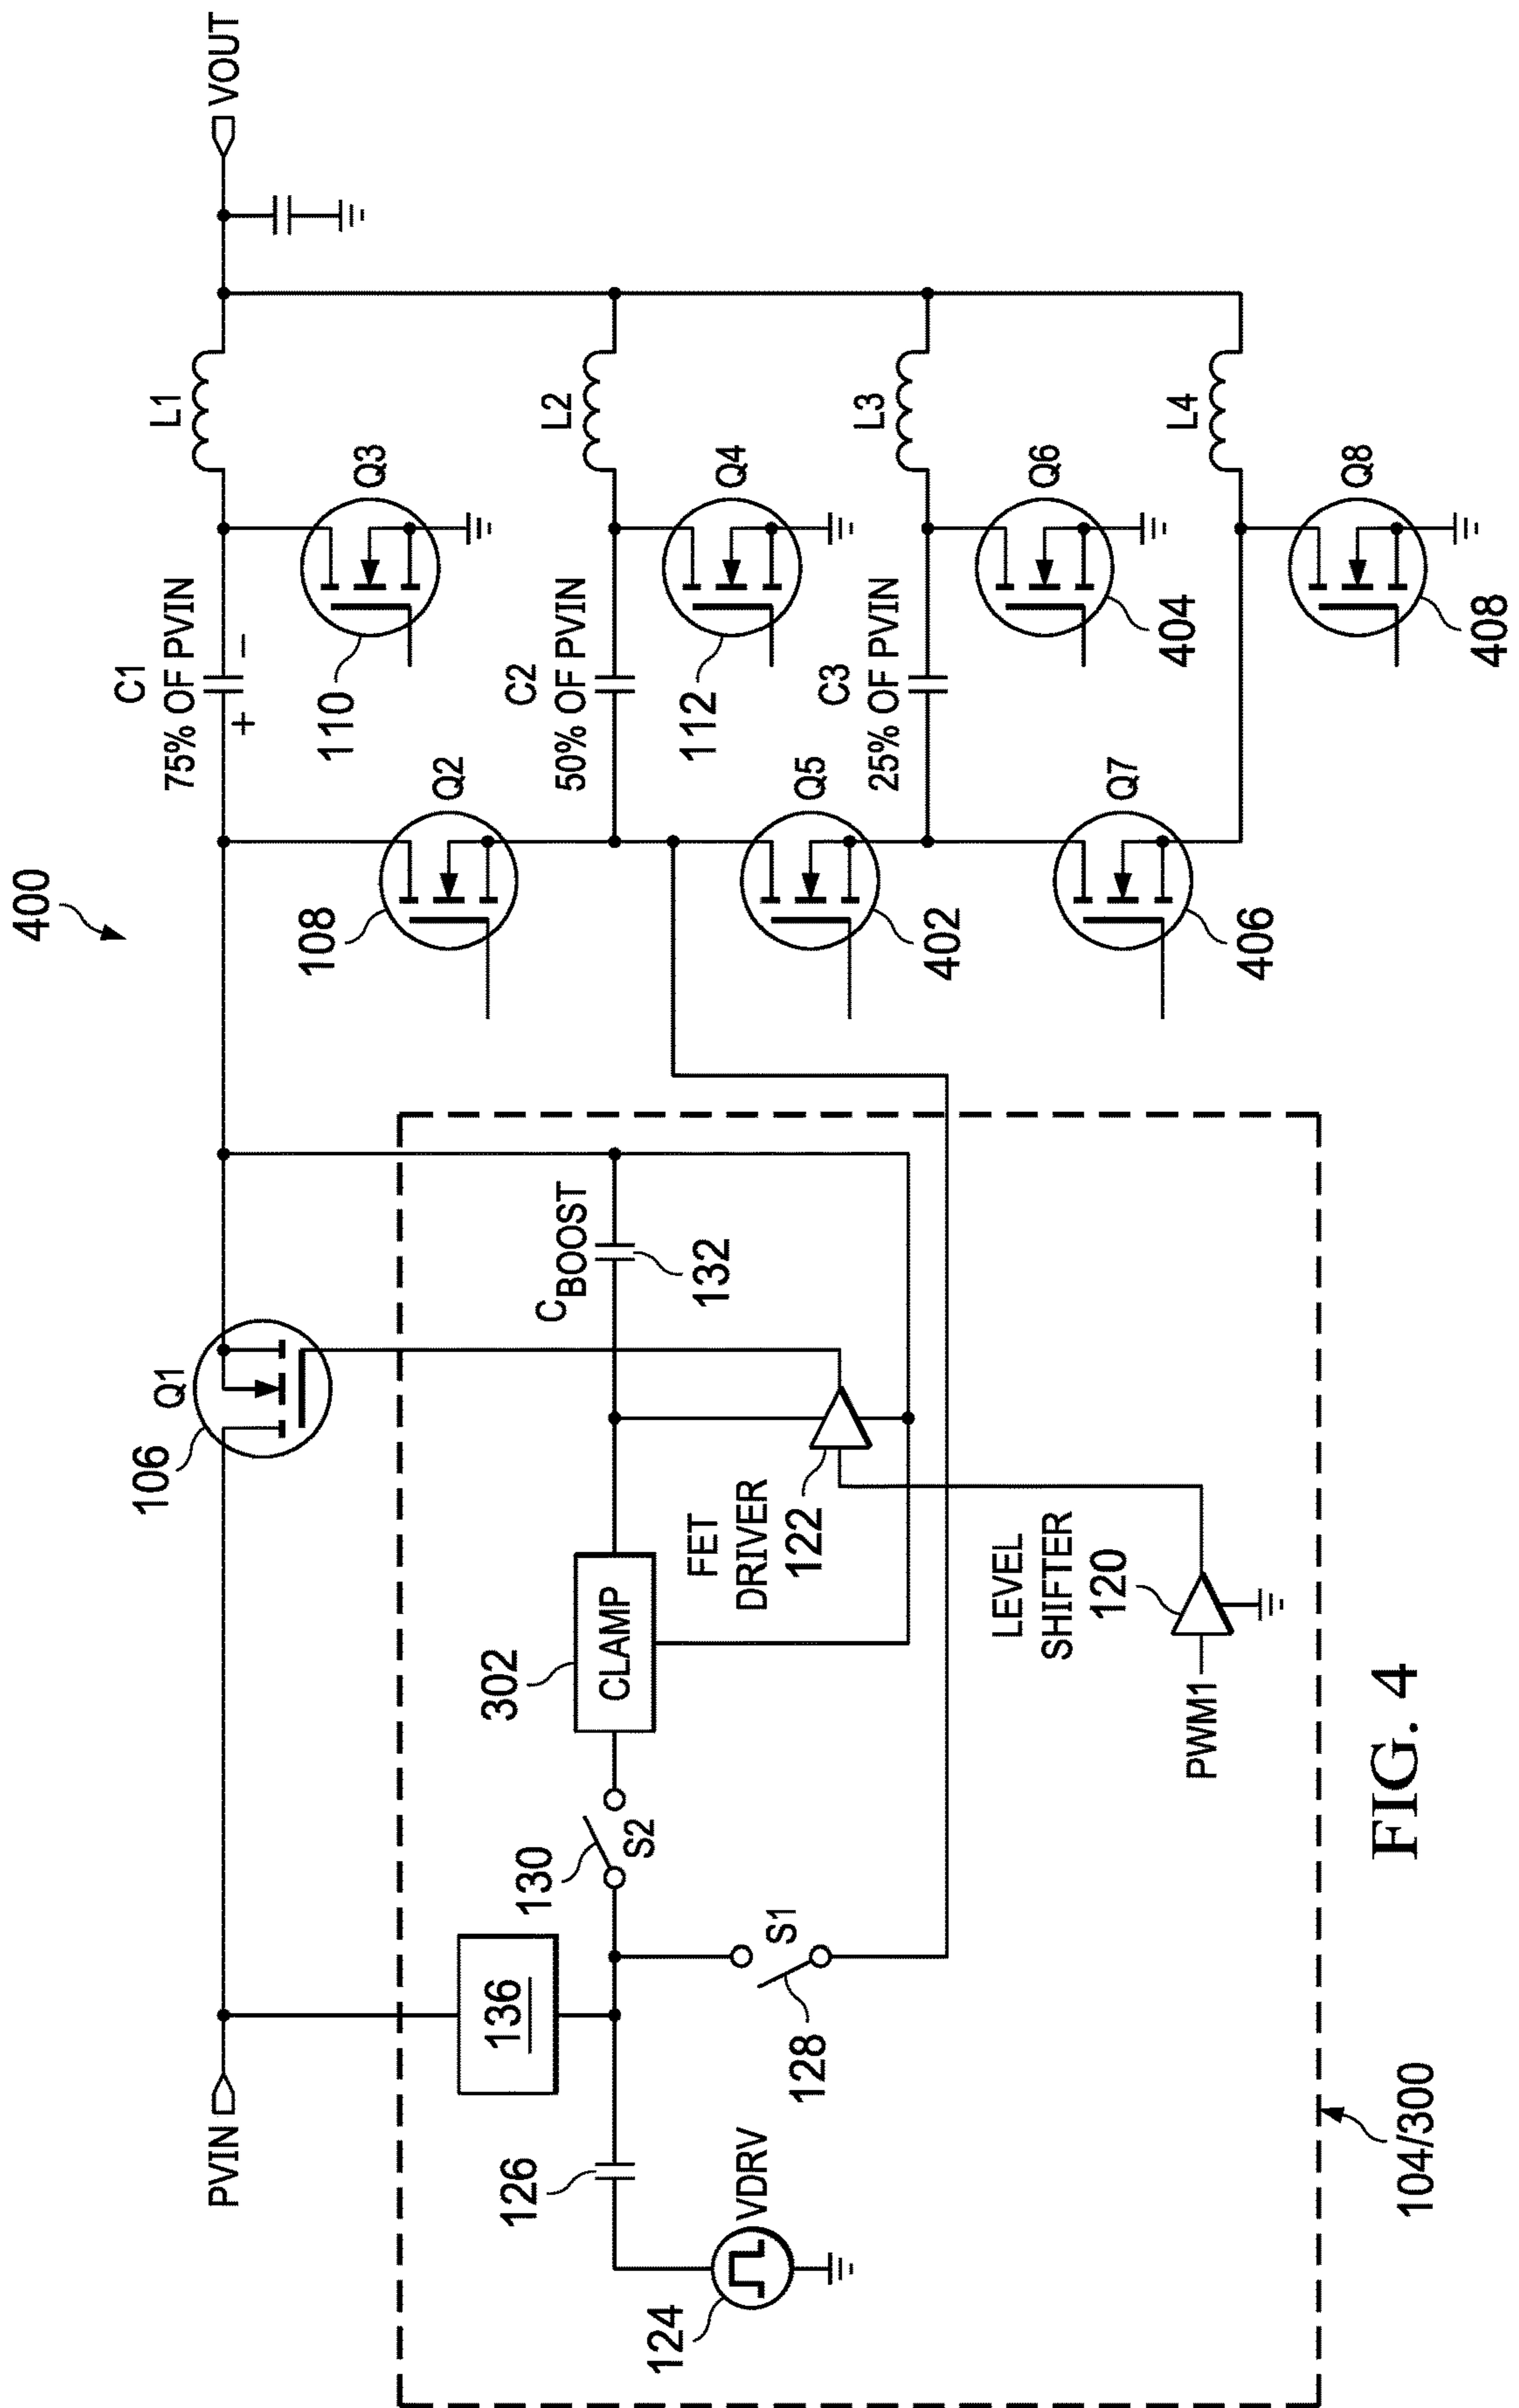 400
PVIN
VOUT
106
Q1
C1
75% OF PVIN
+ −
L1
110
Q3
108
Q2
C2
50% OF PVIN
L2
112
Q4
402
Q5
C3
25% OF PVIN
L3
404
Q6
406
Q7
L4
408
Q8
136
126
124
VDRV
130
S2
128
S1
302
CLAMP
CBOOST
132
FET
DRIVER
122
LEVEL
SHIFTER
120
PWM1
104/300
FIG. 4